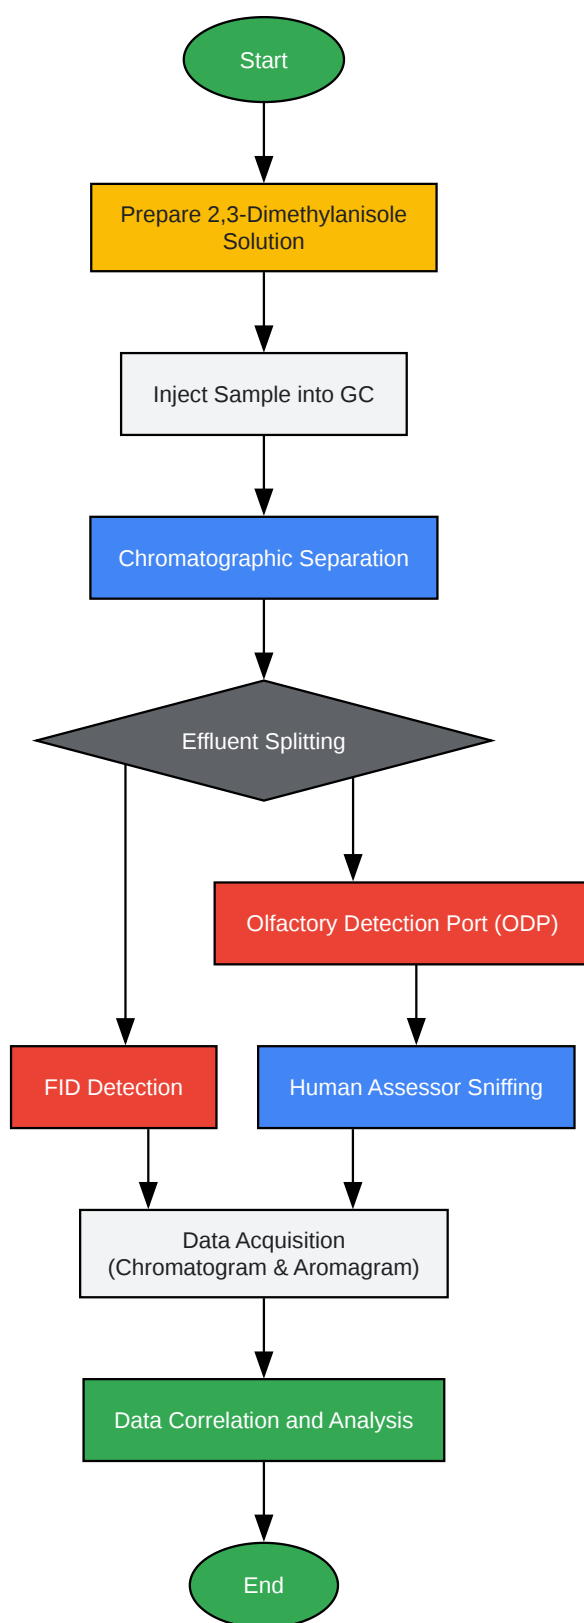 Start
Prepare 2,3-Dimethylanisole
Solution
Inject Sample into GC
Chromatographic Separation
Effluent Splitting
Olfactory Detection Port (ODP)
FID Detection
Human Assessor Sniffing
Data Acquisition
(Chromatogram & Aromagram)
Data Correlation and Analysis
End